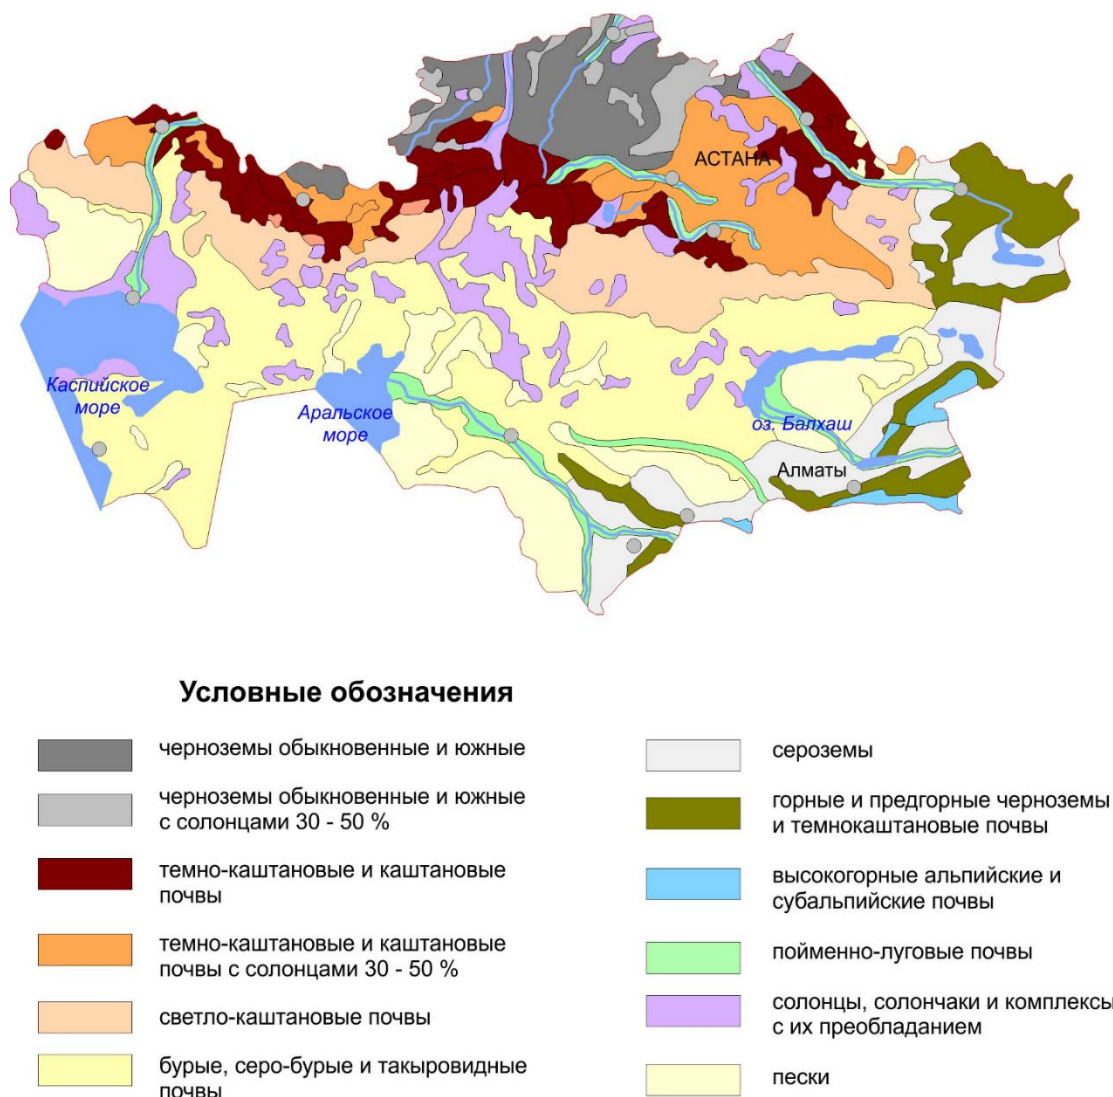 АСТАНА
Каспийское
море
Аральское
море
оз. Балхаш
Алматы
Условные обозначения
черноземы обыкновенные и южные
черноземы обыкновенные и южные
с солонцами 30 - 50 %
темно-каштановые и каштановые
почвы
темно-каштановые и каштановые
почвы с солонцами 30 - 50 %
светло-каштановые почвы
бурые, серо-бурые и такыровидные
почвы
сероземы
горные и предгорные черноземы
и темнокаштановые почвы
высокогорные альпийские и
субальпийские почвы
пойменно-луговые почвы
солонцы, солончаки и комплексы
с их преобладанием
пески